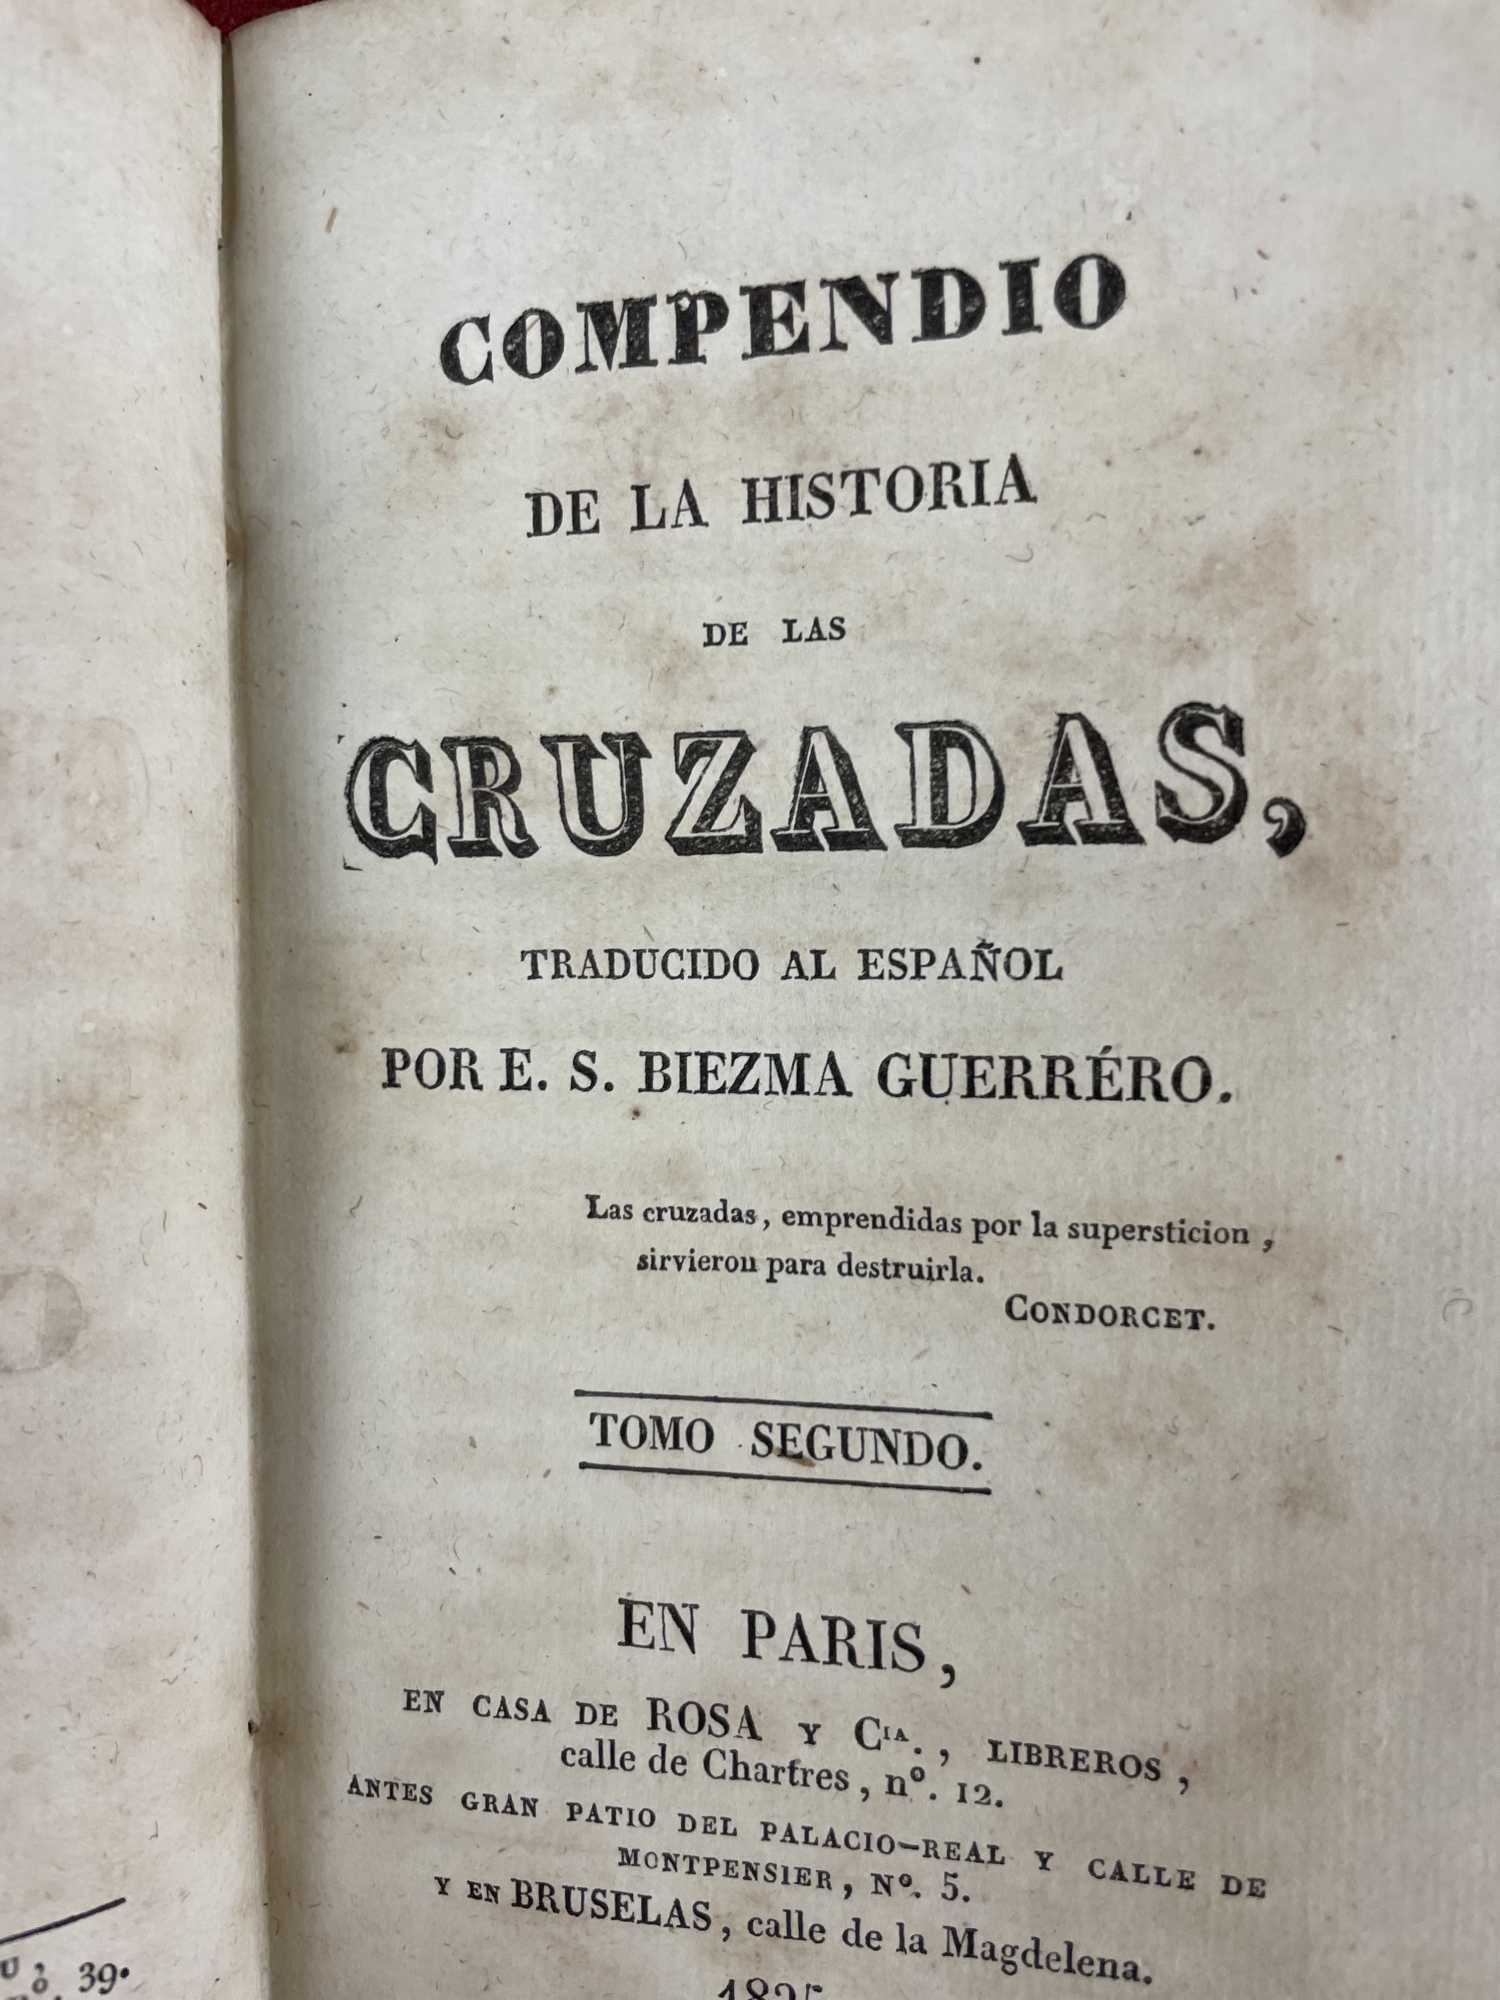 COMPENDIO
DE LA HISTORIA
DE LAS
CRUZADAS,
TRADUCIDO AL ESPAÑOL
POR E. S. BIEZMA GUERRÉRO.
Las cruzadas, emprendidas por la supersticion,
sirvieron para destruirla.
CONDORCET.
TOMO SEGUNDO.
EN PARIS,
EN CASA DE ROSA Y CIA., LIBREROS,
calle de Chartres, nº. 12.
ANTES GRAN PATIO DEL PALACIO-REAL Y CALLE DE
MONTPENSIER, Nº. 5.
Y EN BRUSELAS, calle de la Magdelena.
1825
39.